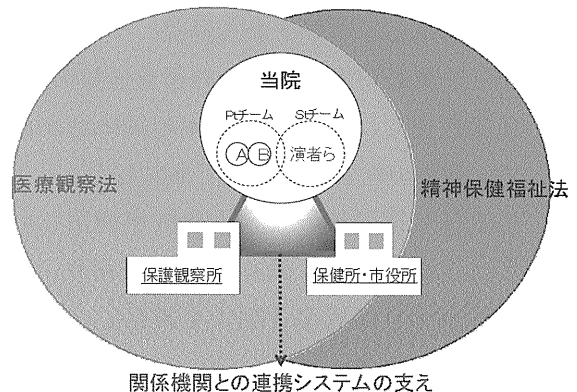 当院
Ptチーム
Stチーム
A B
演者ら
医療観察法
精神保健福祉法
保護観察所
保健所・市役所
関係機関との連携システムの支え